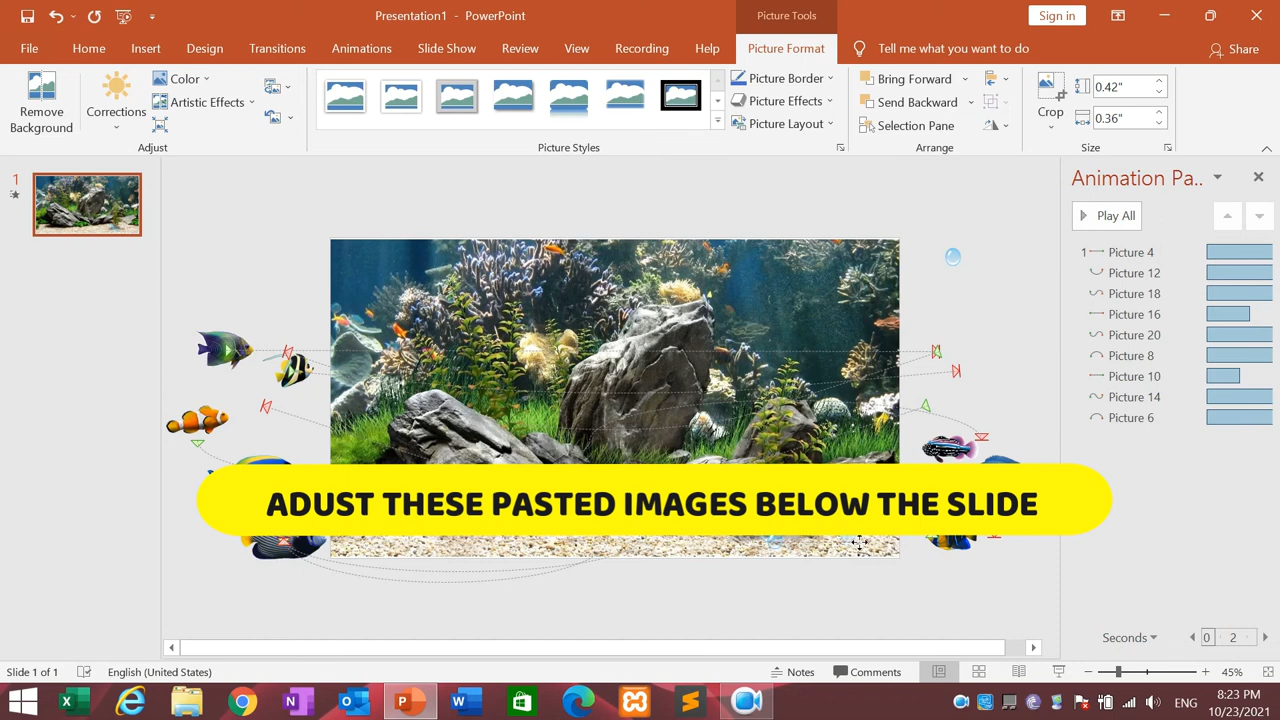 Presentation1 - PowerPoint
Picture Tools
Sign in
File
Home
Insert
Design
Transitions
Animations
Slide Show
Review
View
Recording
Help
Picture Format
Tell me what you want to do
Share
Remove Background
Corrections
Color
Artistic Effects
Picture Border
Picture Effects
Picture Layout
Bring Forward
Send Backward
Selection Pane
Crop
0.42"
0.36"
Adjust
Picture Styles
Arrange
Size
1
Animation Pa..
Play All
1 Picture 4
Picture 12
Picture 18
Picture 16
Picture 20
Picture 8
Picture 10
Picture 14
Picture 6
ADUST THESE PASTED IMAGES BELOW THE SLIDE
Seconds
0 2
Slide 1 of 1
English (United States)
Notes
Comments
45%
ENG
8:23 PM
10/23/2021